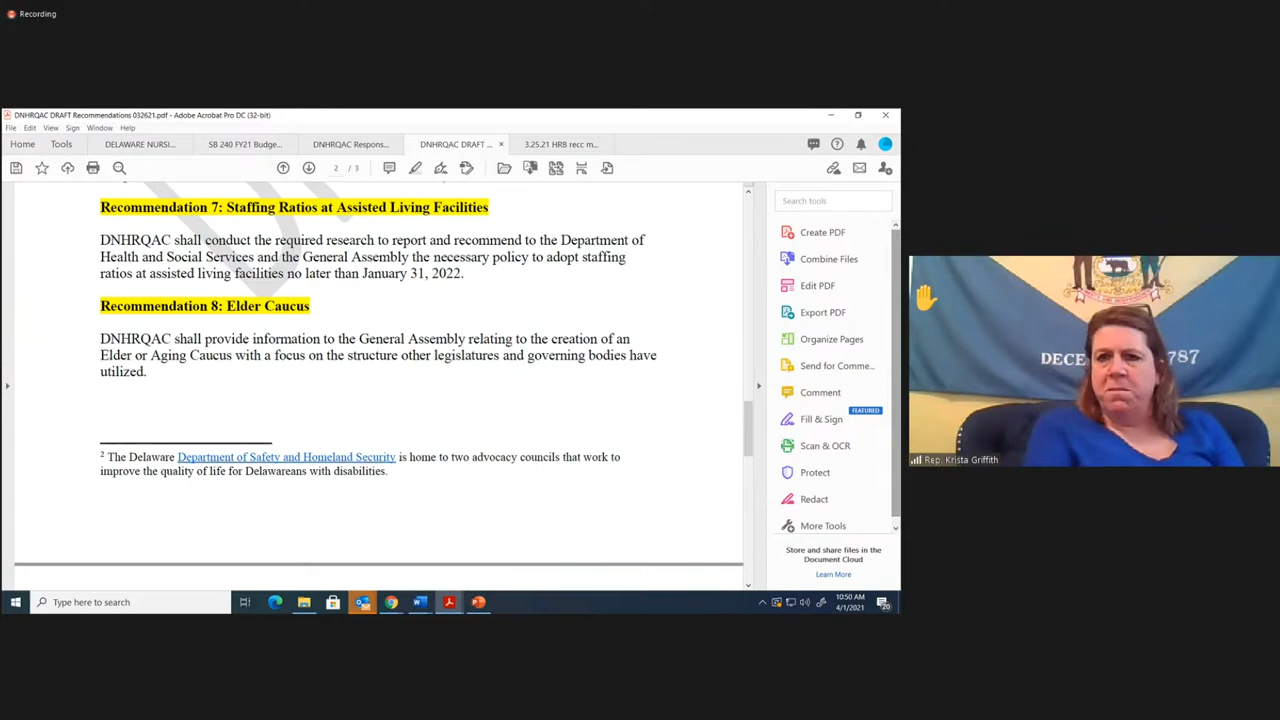 Recording
DNHRQAC DRAFT Recommendations 032621.pdf - Adobe Acrobat Pro DC (32-bit)
File Edit View Sign Window Help
Home Tools DELAWARE NURSI... SB 240 FY21 Budge... DNHRQAC Respons... DNHRQAC DRAFT ... × 3.25.21 HRB recc m...
2 / 3
Recommendation 7: Staffing Ratios at Assisted Living Facilities
DNHRQAC shall conduct the required research to report and recommend to the Department of
Health and Social Services and the General Assembly the necessary policy to adopt staffing
ratios at assisted living facilities no later than January 31, 2022.
Recommendation 8: Elder Caucus
DNHRQAC shall provide information to the General Assembly relating to the creation of an
Elder or Aging Caucus with a focus on the structure other legislatures and governing bodies have
utilized.
2 The Delaware Department of Safety and Homeland Security is home to two advocacy councils that work to
improve the quality of life for Delawareans with disabilities.
Search tools
Create PDF
Combine Files
Edit PDF
Export PDF
Organize Pages
Send for Comme...
Comment
FEATURED
Fill & Sign
Scan & OCR
Protect
Redact
More Tools
Store and share files in the
Document Cloud
Learn More
DECE 787
Rep. Krista Griffith
Type here to search
10:50 AM
4/1/2021
20